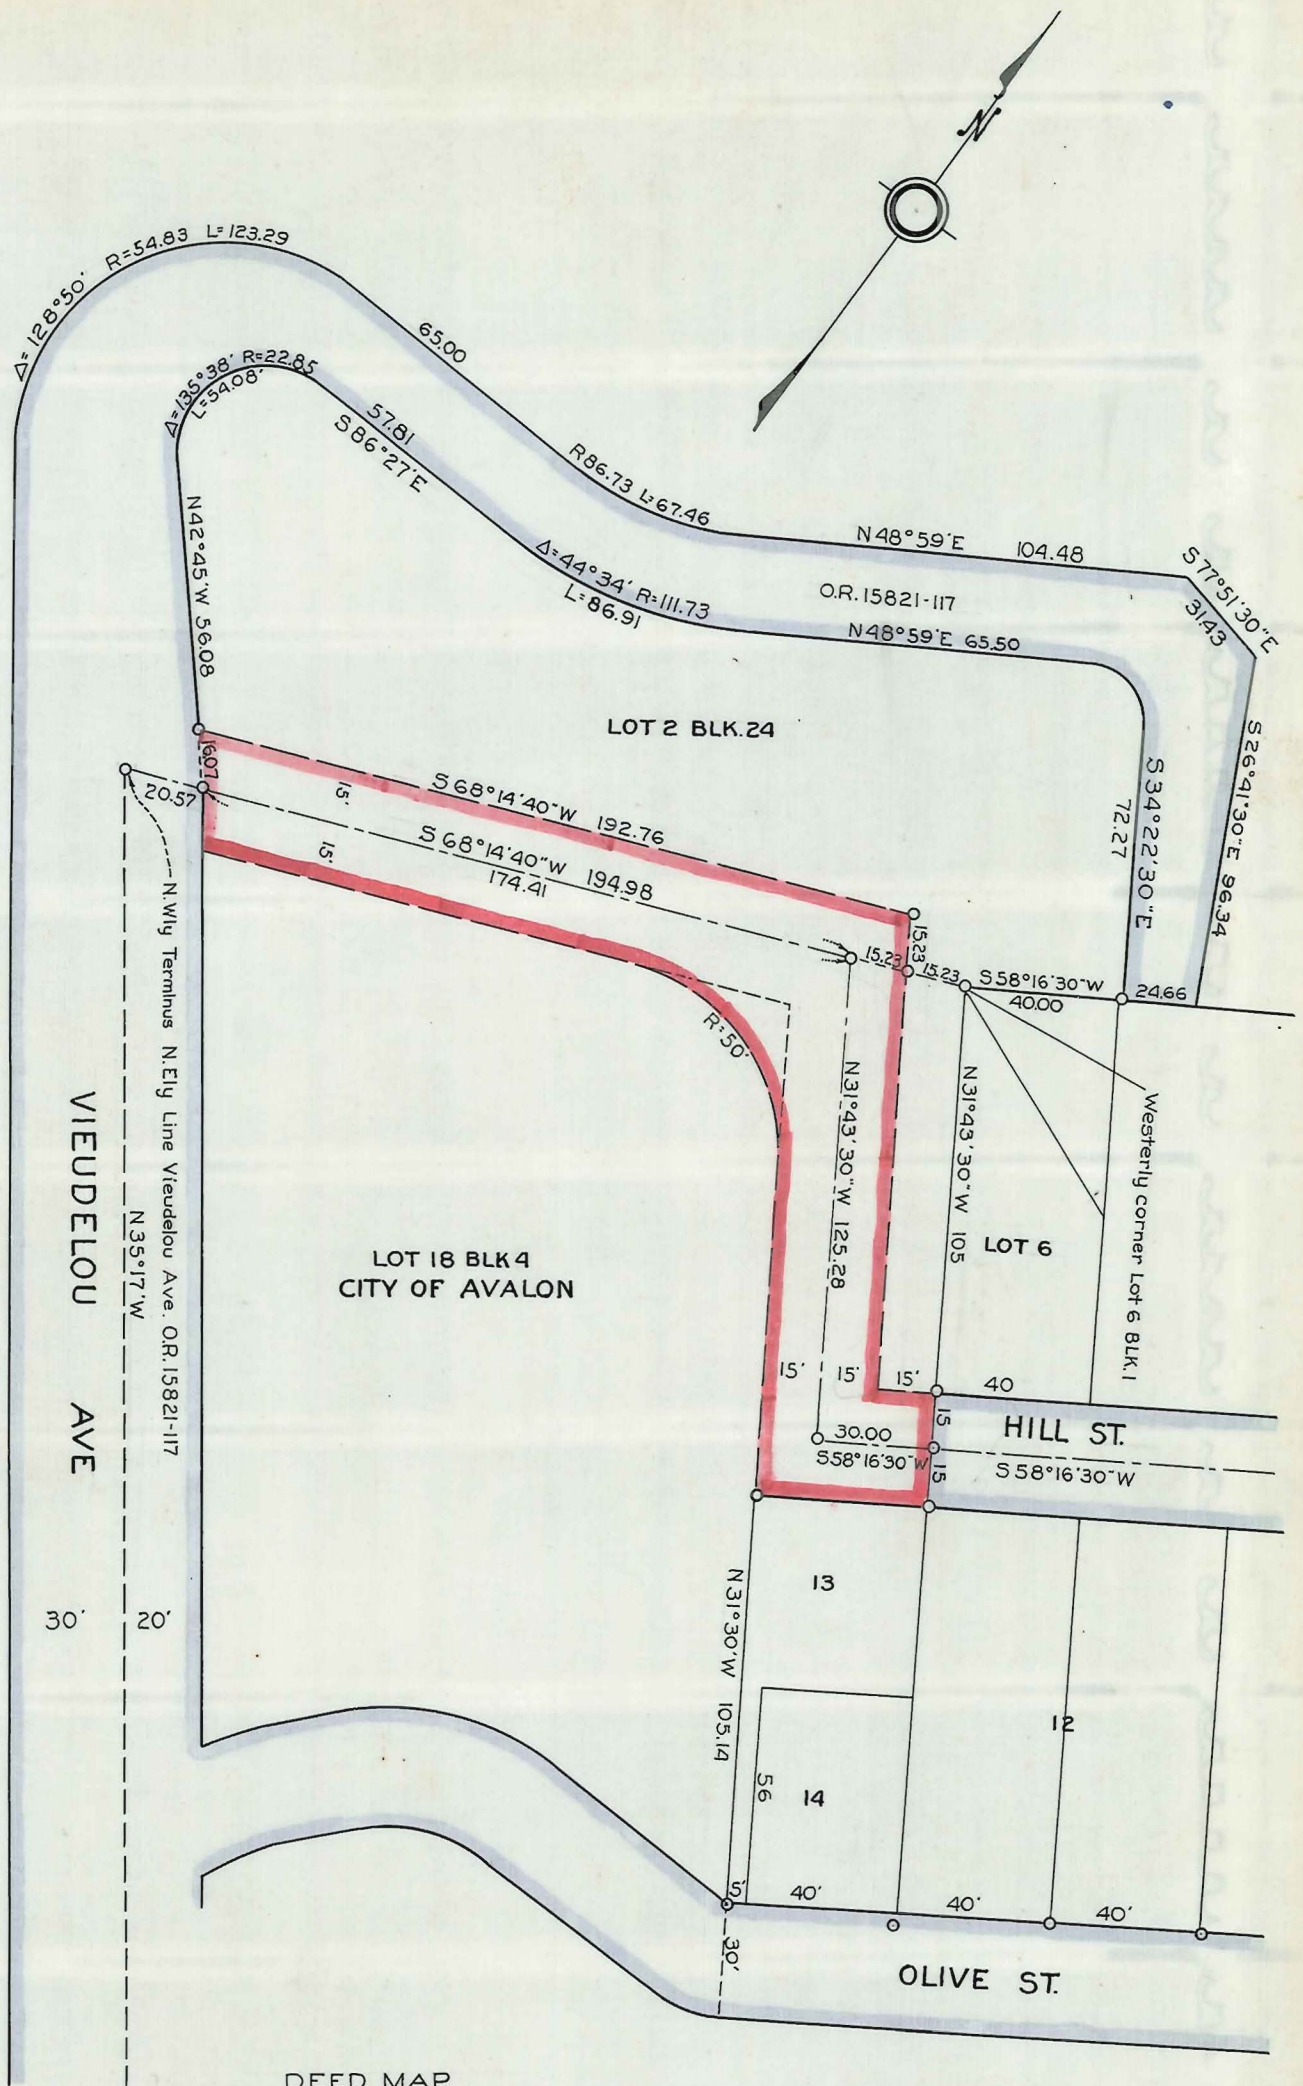 N
Δ=128°50' R=54.83 L=123.29
65.00
Δ=135°38' R=22.85
L=54.08'
57.81
S86°27'E
R86.73 L=67.46
N48°59'E 104.48
S77°51'30"E
31.43
Δ=44°34' R=111.73
L=86.91
O.R.15821-117
N48°59'E 65.50
N42°45'W 56.08
LOT 2 BLK.24
S34°22'30"E
72.27
S26°41'30"E 96.34
16.07
20.57
15'
S68°14'40"W 192.76
S68°14'40"W 194.98
174.41
15'
15.23
15.23
15.23
S58°16'30"W
40.00
24.66
R=50'
N.Wly Terminus N.Ely Line Vieudelou Ave. O.R.15821-117
N31°43'30"W 125.28
N31°43'30"W 105
Westerly corner Lot 6 BLK.1
LOT 6
VIEUDELOU AVE
N35°17'W
LOT 18 BLK 4
CITY OF AVALON
15'
15'
15'
40
15
HILL ST.
30.00
S58°16'30"W
15
S58°16'30"W
13
N31°30'W 105.14
30'
20'
12
56
14
5'
40'
40'
40'
30'
OLIVE ST.
DEED MAP